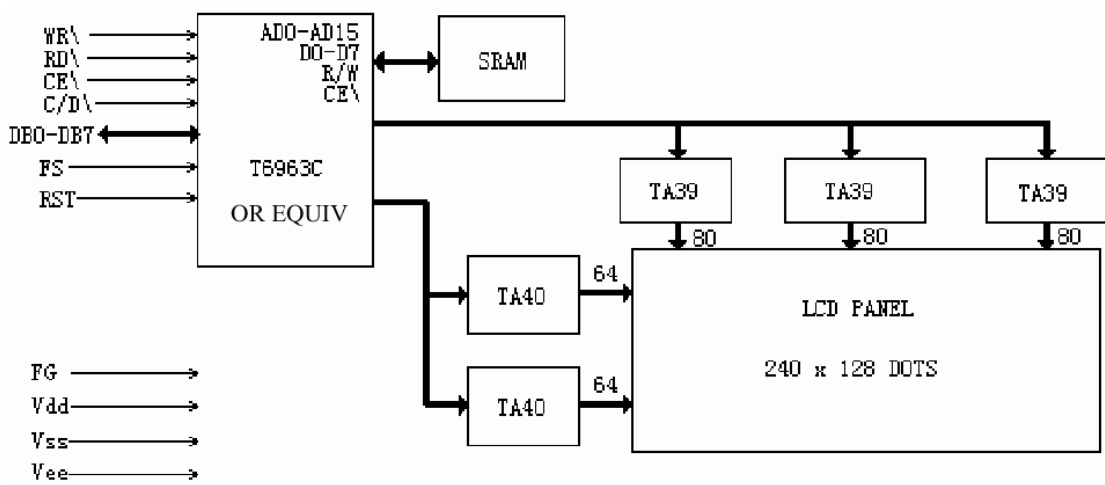 WR\
RD\
CE\
C/D\
DB0-DB7
FS
RST
AD0-AD15
D0-D7
R/W
CE\
T6963C
OR EQUIV
SRAM
TA39
TA39
TA39
80
80
80
TA40
64
TA40
64
LCD PANEL
240 x 128 DOTS
FG
Vdd
Vss
Vee